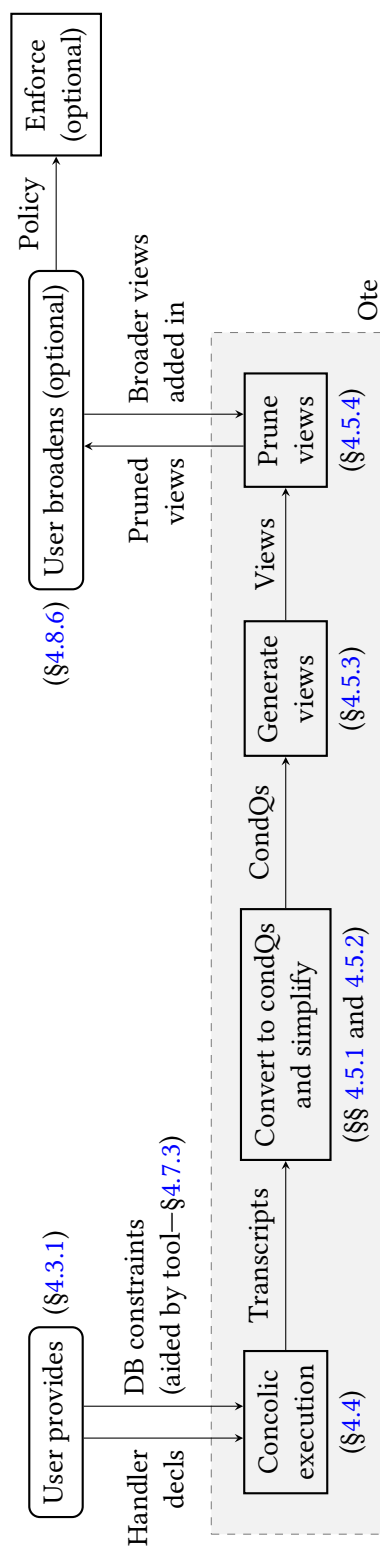 User provides
(§4.3.1)
Handler
decls
DB constraints
(aided by tool—§4.7.3)
Concolic
execution
(§4.4)
Transcripts
Convert to condQs
and simplify
(§§ 4.5.1 and 4.5.2)
CondQs
Generate
views
(§4.5.3)
Views
Prune
views
(§4.5.4)
Ote
Pruned
views
Broader views
added in
User broadens (optional)
(§4.8.6)
Policy
Enforce
(optional)